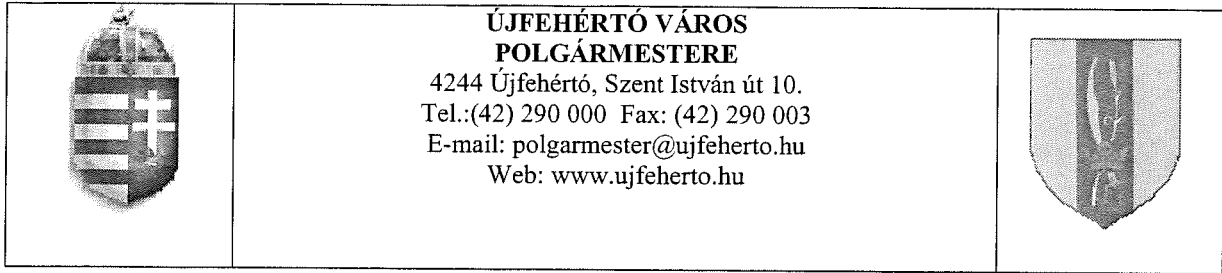 ÚJFEHÉRTÓ VÁROS
POLGÁRMESTERE
4244 Újfehértó, Szent István út 10.
Tel.:(42) 290 000 Fax: (42) 290 003
E-mail: polgarmester@ujfeherto.hu
Web: www.ujfeherto.hu